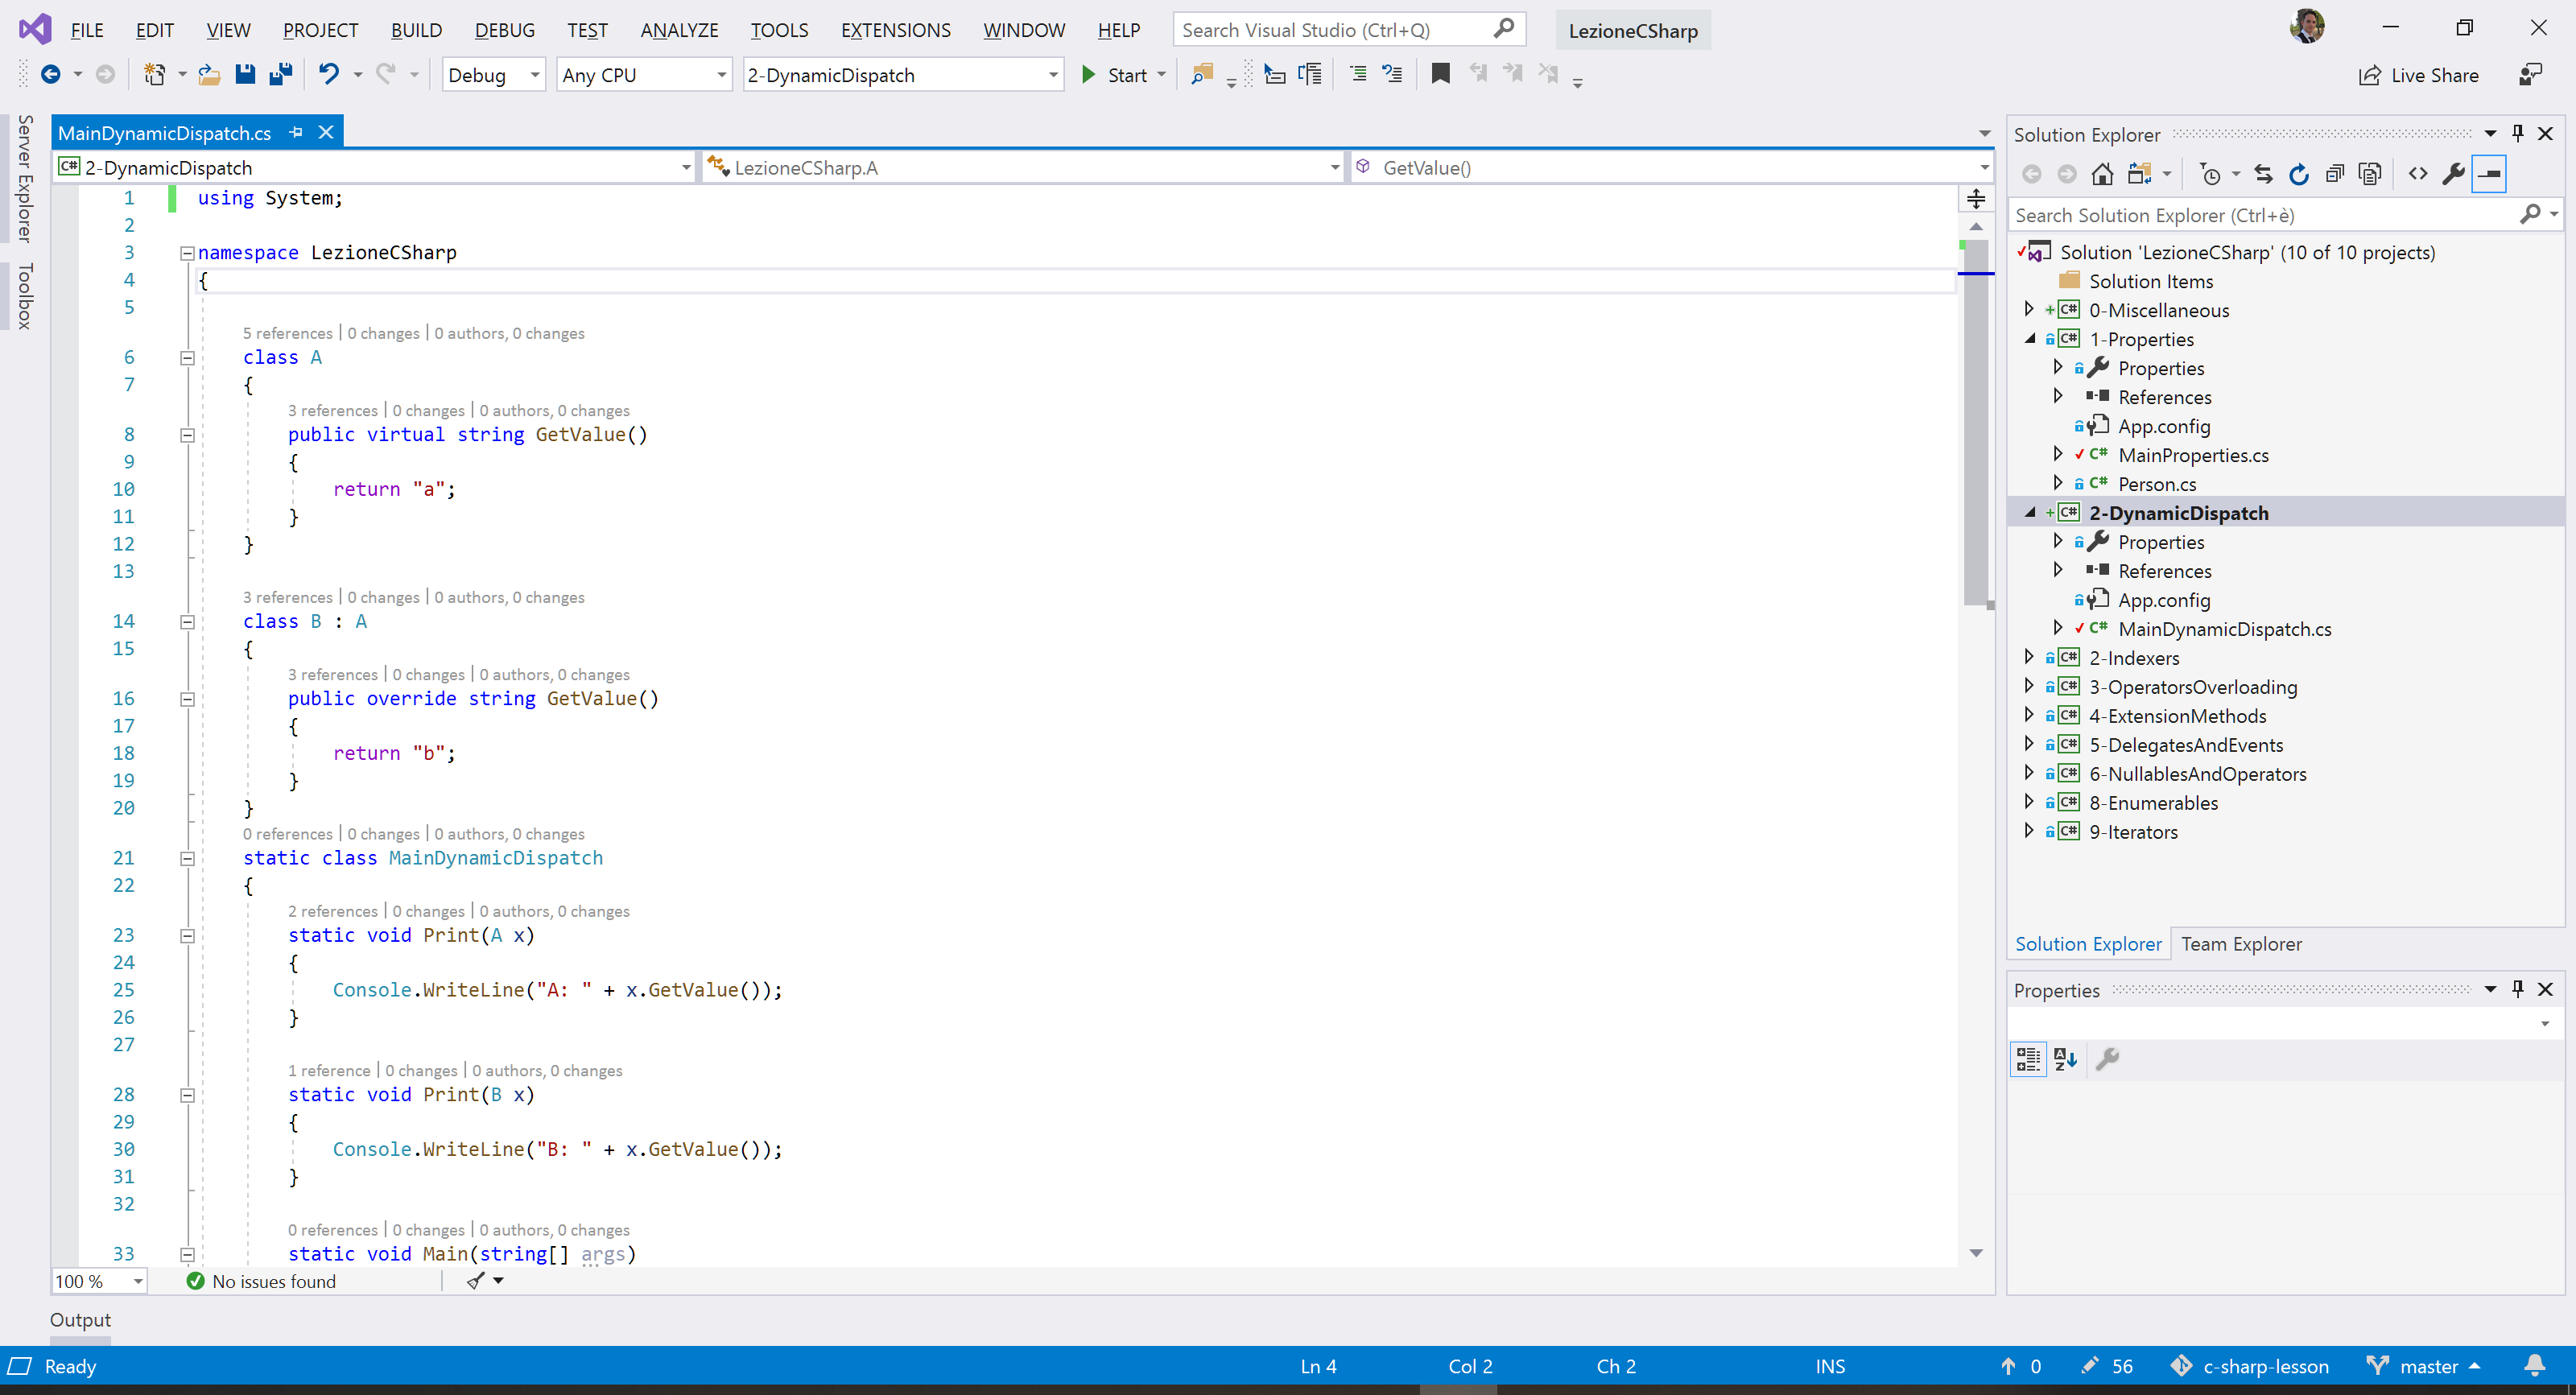 FILE EDIT VIEW PROJECT BUILD DEBUG TEST ANALYZE TOOLS EXTENSIONS WINDOW HELP Search Visual Studio (Ctrl+Q) LezioneCSharp
Debug Any CPU 2-DynamicDispatch Start Live Share
Server Explorer
Toolbox
MainDynamicDispatch.cs
C# 2-DynamicDispatch LezioneCSharp.A GetValue()
1 using System;
2
3 namespace LezioneCSharp
4 {
5
5 references | 0 changes | 0 authors, 0 changes
6 class A
7 {
3 references | 0 changes | 0 authors, 0 changes
8 public virtual string GetValue()
9 {
10 return "a";
11 }
12 }
13
3 references | 0 changes | 0 authors, 0 changes
14 class B : A
15 {
3 references | 0 changes | 0 authors, 0 changes
16 public override string GetValue()
17 {
18 return "b";
19 }
20 }
0 references | 0 changes | 0 authors, 0 changes
21 static class MainDynamicDispatch
22 {
2 references | 0 changes | 0 authors, 0 changes
23 static void Print(A x)
24 {
25 Console.WriteLine("A: " + x.GetValue());
26 }
27
1 reference | 0 changes | 0 authors, 0 changes
28 static void Print(B x)
29 {
30 Console.WriteLine("B: " + x.GetValue());
31 }
32
0 references | 0 changes | 0 authors, 0 changes
33 static void Main(string[] args)
100 % No issues found
Output
Solution Explorer
Search Solution Explorer (Ctrl+è)
Solution 'LezioneCSharp' (10 of 10 projects)
Solution Items
C# 0-Miscellaneous
C# 1-Properties
Properties
References
App.config
C# MainProperties.cs
C# Person.cs
C# 2-DynamicDispatch
Properties
References
App.config
C# MainDynamicDispatch.cs
C# 2-Indexers
C# 3-OperatorsOverloading
C# 4-ExtensionMethods
C# 5-DelegatesAndEvents
C# 6-NullablesAndOperators
C# 8-Enumerables
C# 9-Iterators
Solution Explorer Team Explorer
Properties
AZ
Ready Ln 4 Col 2 Ch 2 INS 0 56 c-sharp-lesson master